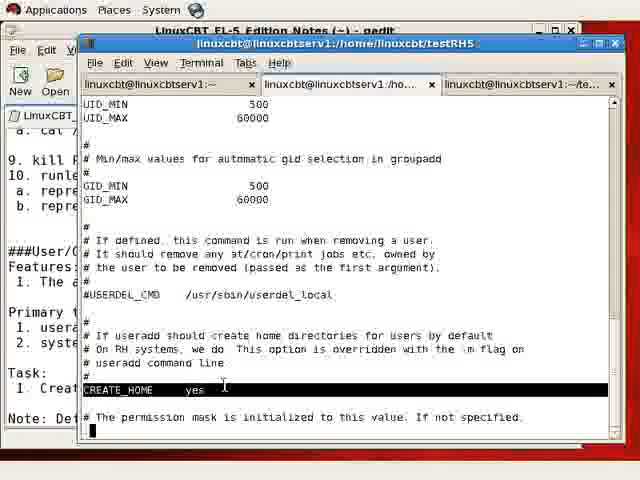 Applications Places System
LinuxCBT EL-5 Edition Notes (~) - gedit
linuxcbt@linuxcbtserv1:/home/linuxcbt/testRH5
File Edit
File Edit View Terminal Tabs Help
New Open
linuxcbt@linuxcbtserv1:~
linuxcbt@linuxcbtserv1:/ho...
linuxcbt@linuxcbtserv1:~/te...
LinuxCBT_
a. cat /
9. kill
10. runle
a. repre
b. repre
###User/
Features:
1. The a
Primary t
1. usera
2. syste
Task:
1. Creat
Note: Def
UID_MIN 500
UID_MAX 60000
#
# Min/max values for automatic gid selection in groupadd
#
GID_MIN 500
GID_MAX 60000
#
# If defined, this command is run when removing a user.
# It should remove any at/cron/print jobs etc. owned by
# the user to be removed (passed as the first argument).
#
#USERDEL_CMD /usr/sbin/userdel_local
#
# If useradd should create home directories for users by default
# On RH systems, we do. This option is overridden with the -m flag on
# useradd command line
#
CREATE_HOME yes
# The permission mask is initialized to this value. If not specified,